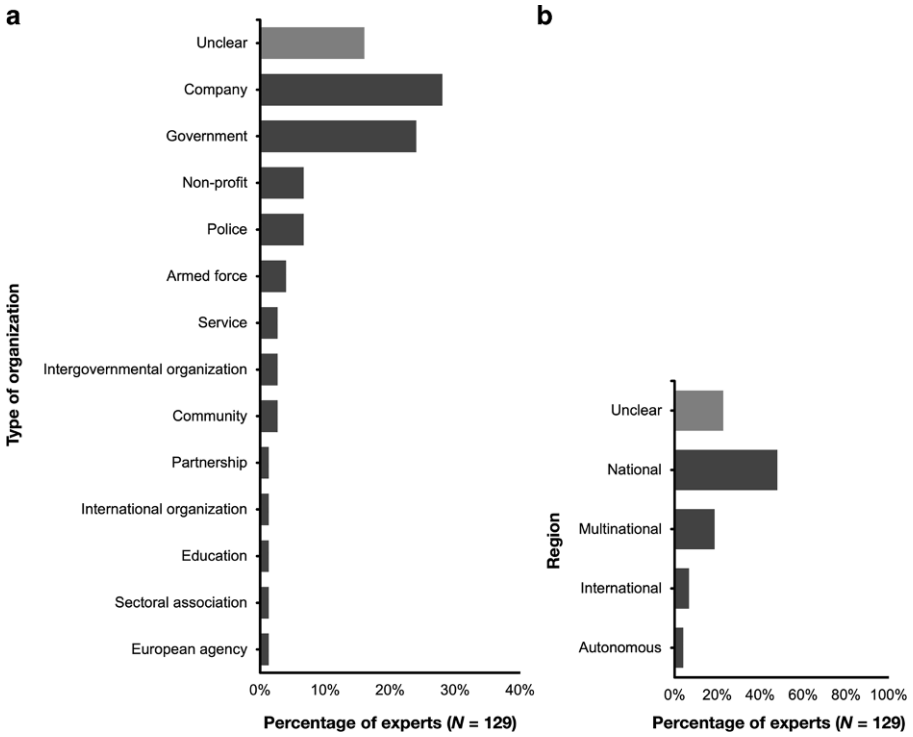 a
Type of organization
Unclear
Company
Government
Non-profit
Police
Armed force
Service
Intergovernmental organization
Community
Partnership
International organization
Education
Sectoral association
European agency
0% 10% 20% 30% 40%
Percentage of experts (N = 129)
b
Region
Unclear
National
Multinational
International
Autonomous
0% 20% 40% 60% 80% 100%
Percentage of experts (N = 129)